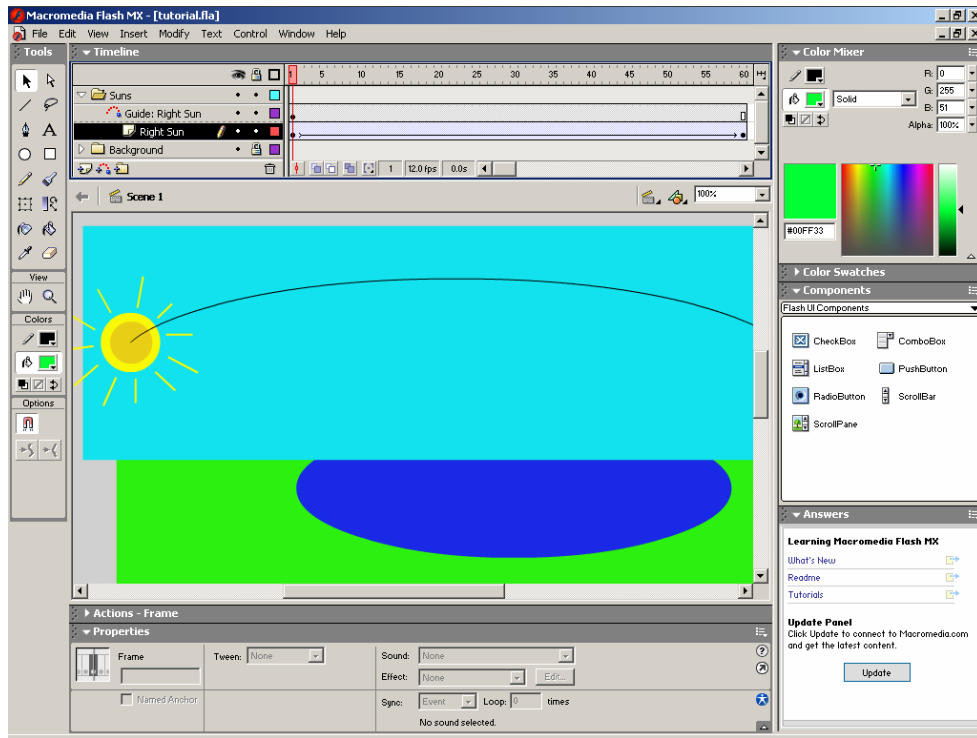 Macromedia Flash MX - [tutorial.fla]
File Edit View Insert Modify Text Control Window Help
Tools
Timeline
Color Mixer
1 5 10 15 20 25 30 35 40 45 50 55 60
Suns
Guide: Right Sun
Right Sun
Background
1 12.0 fps 0.0s
Scene 1
100%
View
Colors
Options
R: 0
Solid
G: 255
B: 51
Alpha: 100%
#00FF33
Color Swatches
Components
Flash UI Components
CheckBox ComboBox
ListBox PushButton
RadioButton ScrollBar
ScrollPane
Answers
Learning Macromedia Flash MX
What's New
Readme
Tutorials
Update Panel
Click Update to connect to Macromedia.com
and get the latest content.
Update
Actions - Frame
Properties
Frame Tween: None Sound: None
Effect: None Edit...
Named Anchor Sync: Event Loop: 0 times
No sound selected.